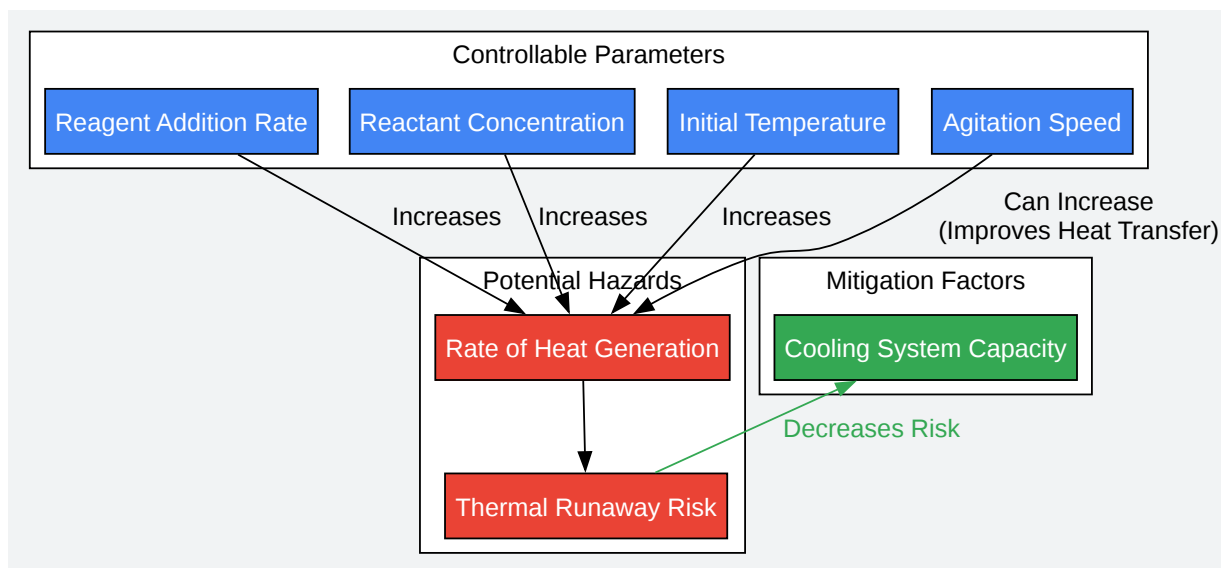 Controllable Parameters
Reagent Addition Rate
Reactant Concentration
Initial Temperature
Agitation Speed
Increases
Increases
Increases
Can Increase
(Improves Heat Transfer)
Potential Hazards
Mitigation Factors
Rate of Heat Generation
Cooling System Capacity
Decreases Risk
Thermal Runaway Risk